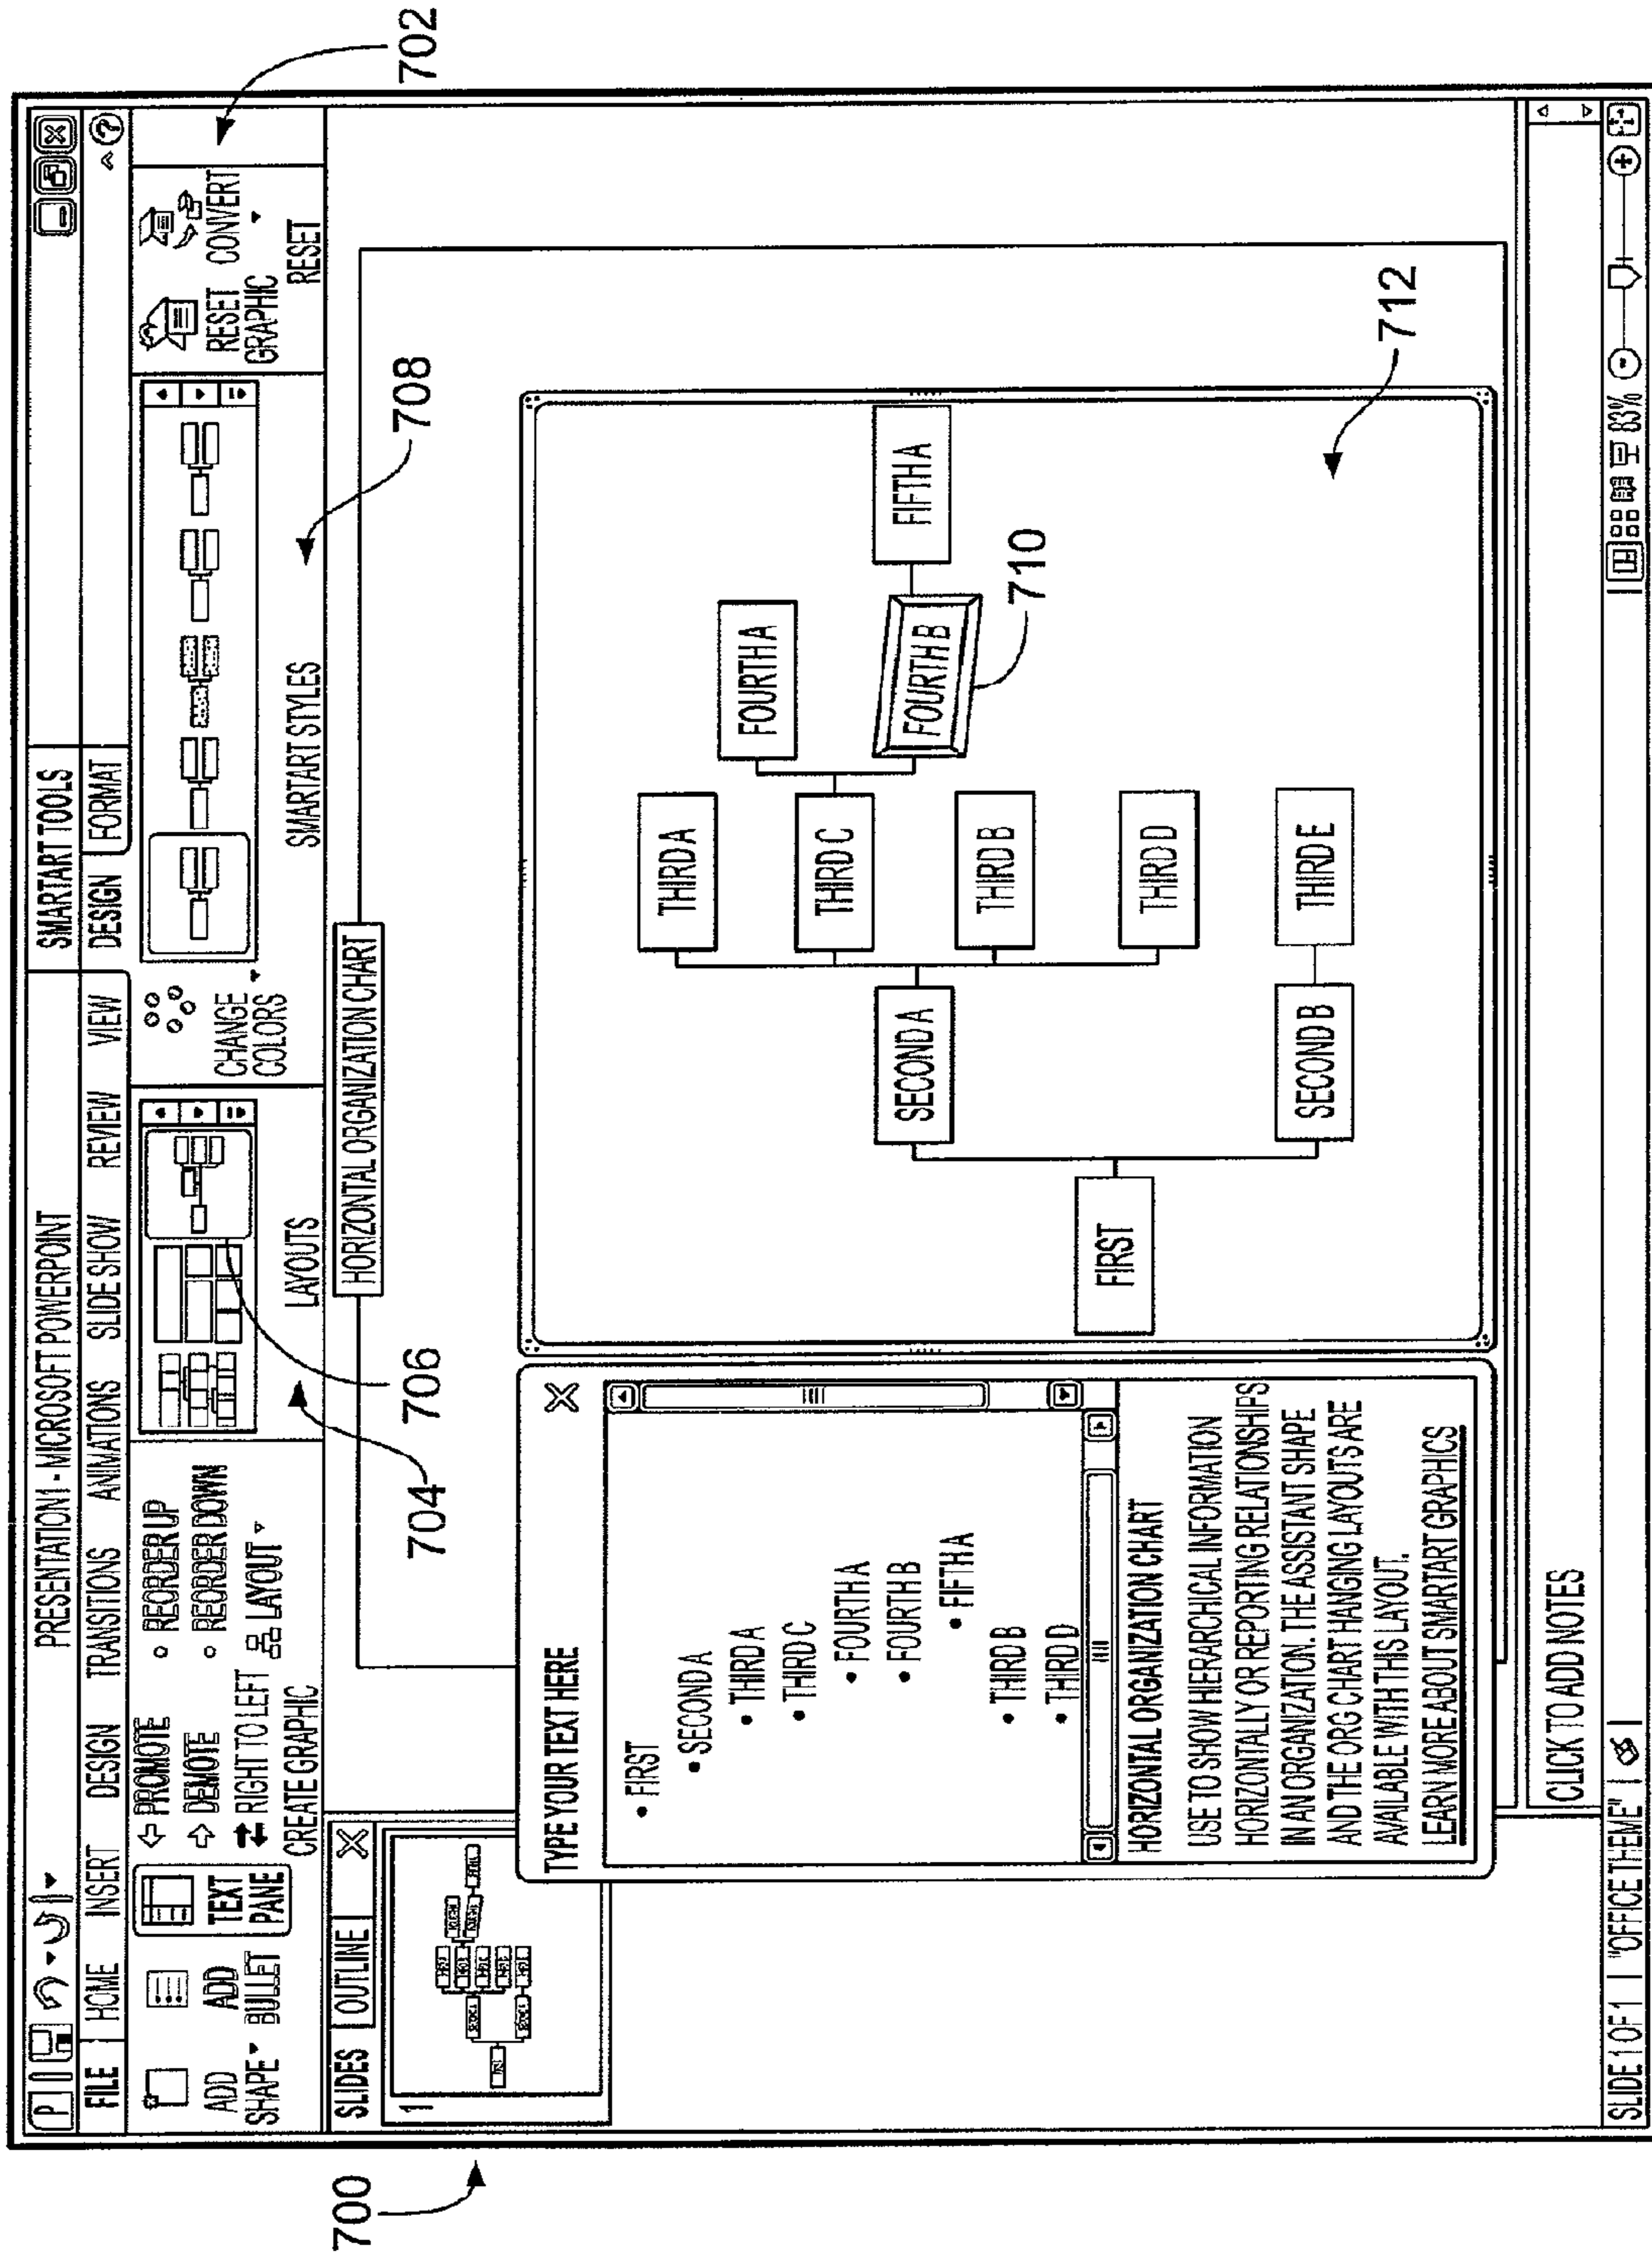 PRESENTATION1 - MICROSOFT POWERPOINT
SMARTART TOOLS
P
FILE HOME INSERT DESIGN TRANSITIONS ANIMATIONS SLIDE SHOW REVIEW VIEW DESIGN FORMAT
ADD SHAPE
ADD BULLET
TEXT PANE
PROMOTE
DEMOTE
RIGHT TO LEFT
REORDER UP
REORDER DOWN
LAYOUT
CREATE GRAPHIC
LAYOUTS
CHANGE COLORS
SMARTART STYLES
RESET GRAPHIC
CONVERT
RESET
702
704
706
708
HORIZONTAL ORGANIZATION CHART
SLIDES OUTLINE
1
700
TYPE YOUR TEXT HERE
• FIRST
• SECOND A
• THIRD A
• THIRD C
• FOURTH A
• FOURTH B
• FIFTH A
• THIRD B
• THIRD D
HORIZONTAL ORGANIZATION CHART
USE TO SHOW HIERARCHICAL INFORMATION
HORIZONTALLY OR REPORTING RELATIONSHIPS
IN AN ORGANIZATION. THE ASSISTANT SHAPE
AND THE ORG CHART HANGING LAYOUTS ARE
AVAILABLE WITH THIS LAYOUT.
LEARN MORE ABOUT SMARTART GRAPHICS
FIRST
SECOND A
SECOND B
THIRD A
THIRD C
THIRD B
THIRD D
THIRD E
FOURTH A
FOURTH B
FIFTH A
710
712
CLICK TO ADD NOTES
SLIDE 1 OF 1 | "OFFICE THEME" |
83%